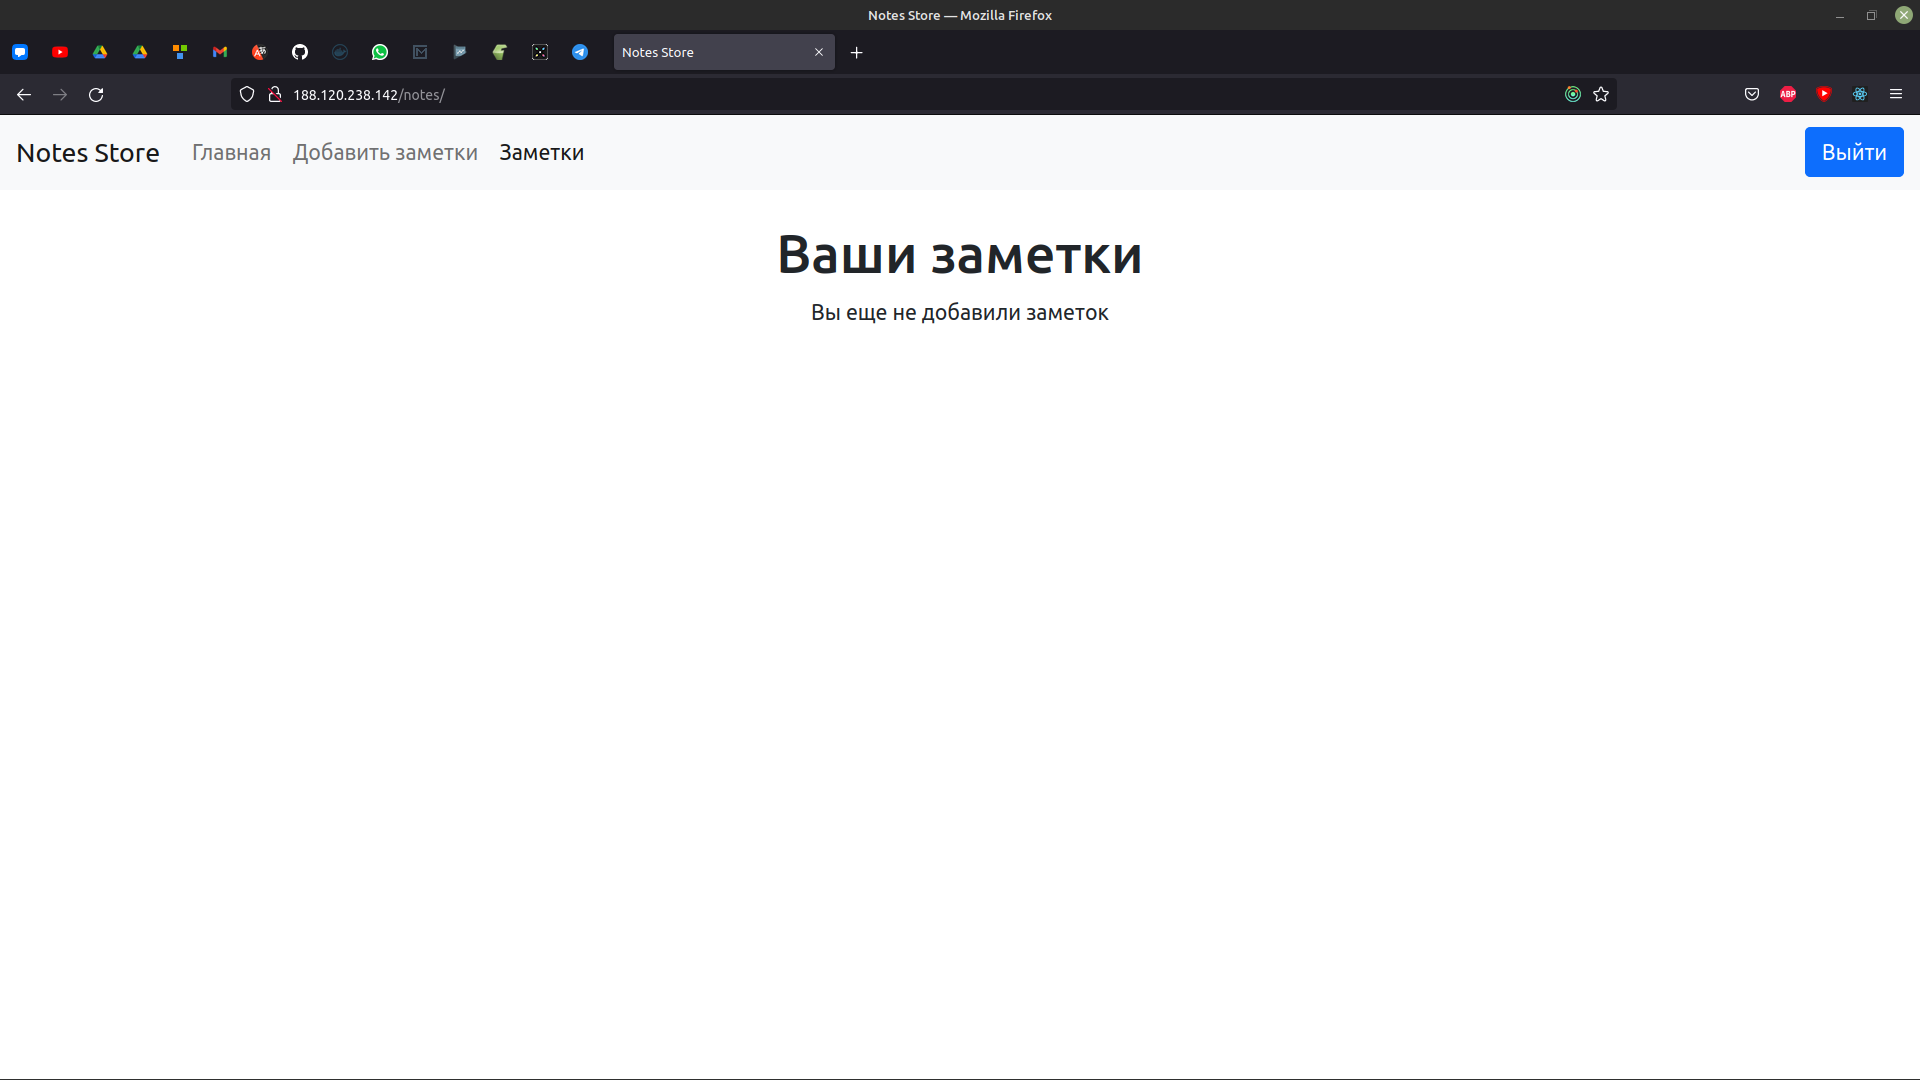 Notes Store — Mozilla Firefox
Notes Store
188.120.238.142/notes/
ABP
Notes Store Главная Добавить заметки Заметки Выйти
Ваши заметки
Вы еще не добавили заметок